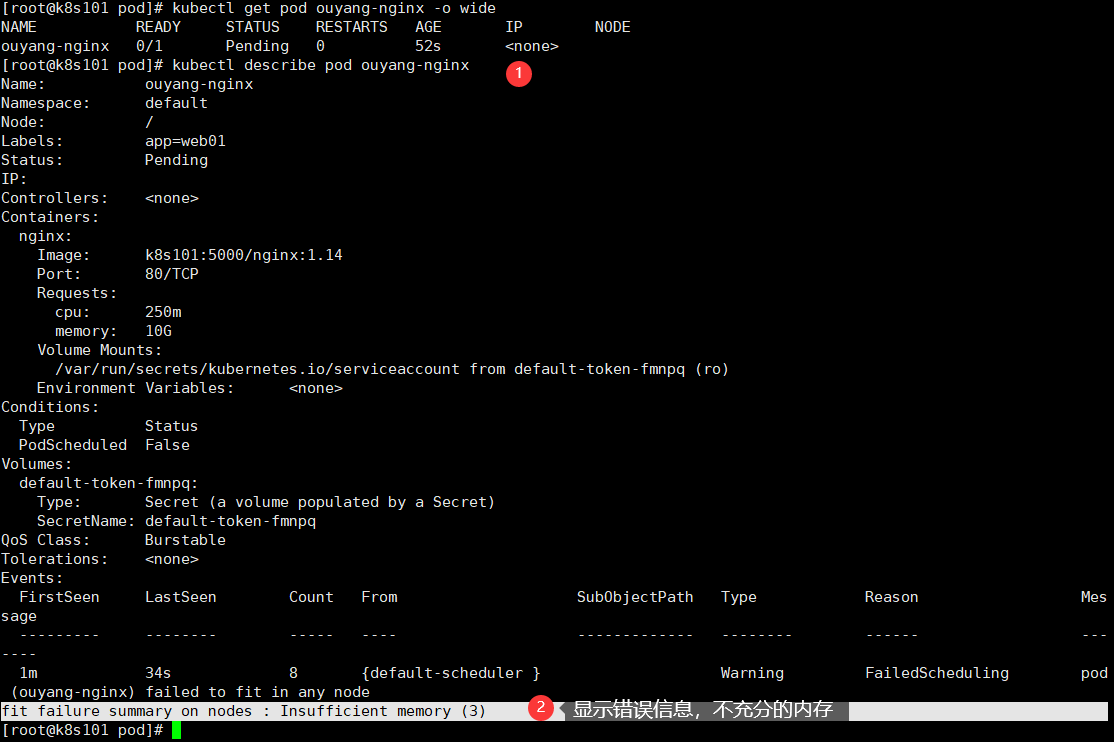 [root@k8s101 pod]# kubectl get pod ouyang-nginx -o wide
NAME           READY     STATUS    RESTARTS   AGE       IP        NODE
ouyang-nginx   0/1       Pending   0          52s       <none>
[root@k8s101 pod]# kubectl describe pod ouyang-nginx
1
Name:           ouyang-nginx
Namespace:      default
Node:           /
Labels:         app=web01
Status:         Pending
IP:
Controllers:    <none>
Containers:
  nginx:
    Image:      k8s101:5000/nginx:1.14
    Port:       80/TCP
    Requests:
      cpu:      250m
      memory:   10G
    Volume Mounts:
      /var/run/secrets/kubernetes.io/serviceaccount from default-token-fmnpq (ro)
    Environment Variables:      <none>
Conditions:
  Type          Status
  PodScheduled  False
Volumes:
  default-token-fmnpq:
    Type:       Secret (a volume populated by a Secret)
    SecretName: default-token-fmnpq
QoS Class:      Burstable
Tolerations:    <none>
Events:
  FirstSeen     LastSeen        Count   From                    SubObjectPath   Type            Reason                  Mes
sage
  ---------     --------        -----   ----                    -------------   --------        ------                  ---
----
  1m            34s             8       {default-scheduler }                    Warning         FailedScheduling        pod
 (ouyang-nginx) failed to fit in any node
fit failure summary on nodes : Insufficient memory (3)
2 显示错误信息，不充分的内存
[root@k8s101 pod]#